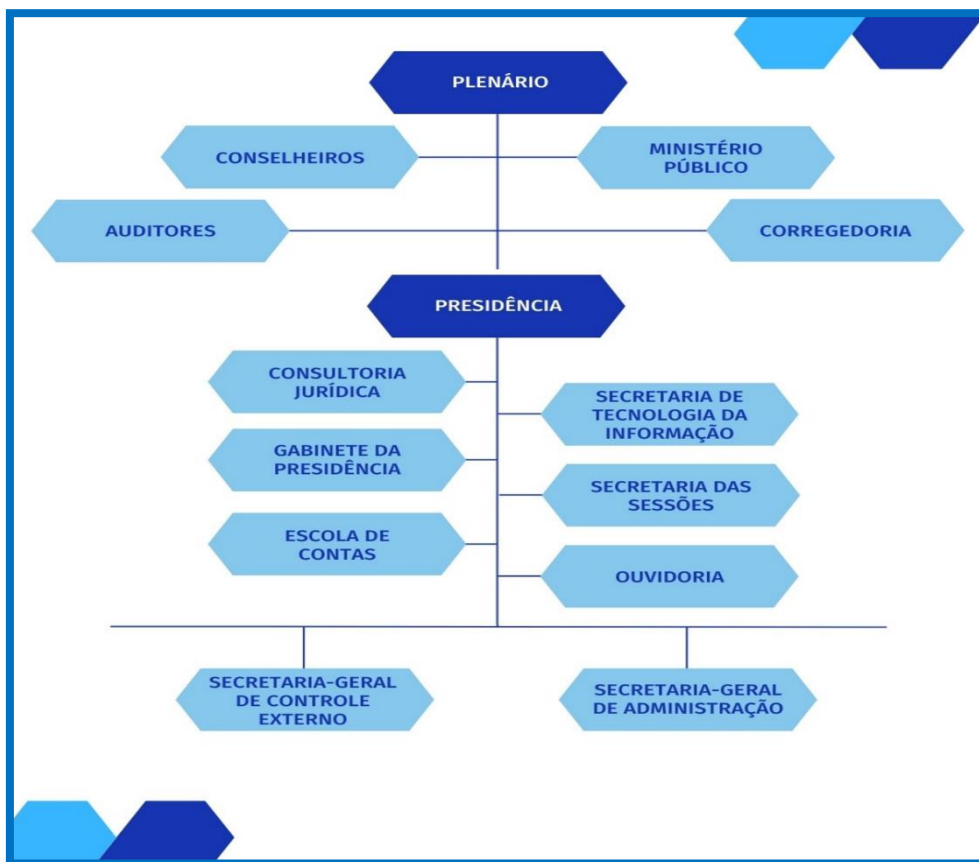 PLENÁRIO
CONSELHEIROS
MINISTÉRIO
PÚBLICO
AUDITORES
CORREGEDORIA
PRESIDÊNCIA
CONSULTORIA
JURÍDICA
SECRETARIA DE
TECNOLOGIA DA
INFORMAÇÃO
GABINETE DA
PRESIDÊNCIA
SECRETARIA DAS
SESSÕES
ESCOLA DE
CONTAS
OUVIDORIA
SECRETARIA-GERAL
DE CONTROLE
EXTERNO
SECRETARIA-GERAL
DE ADMINISTRAÇÃO